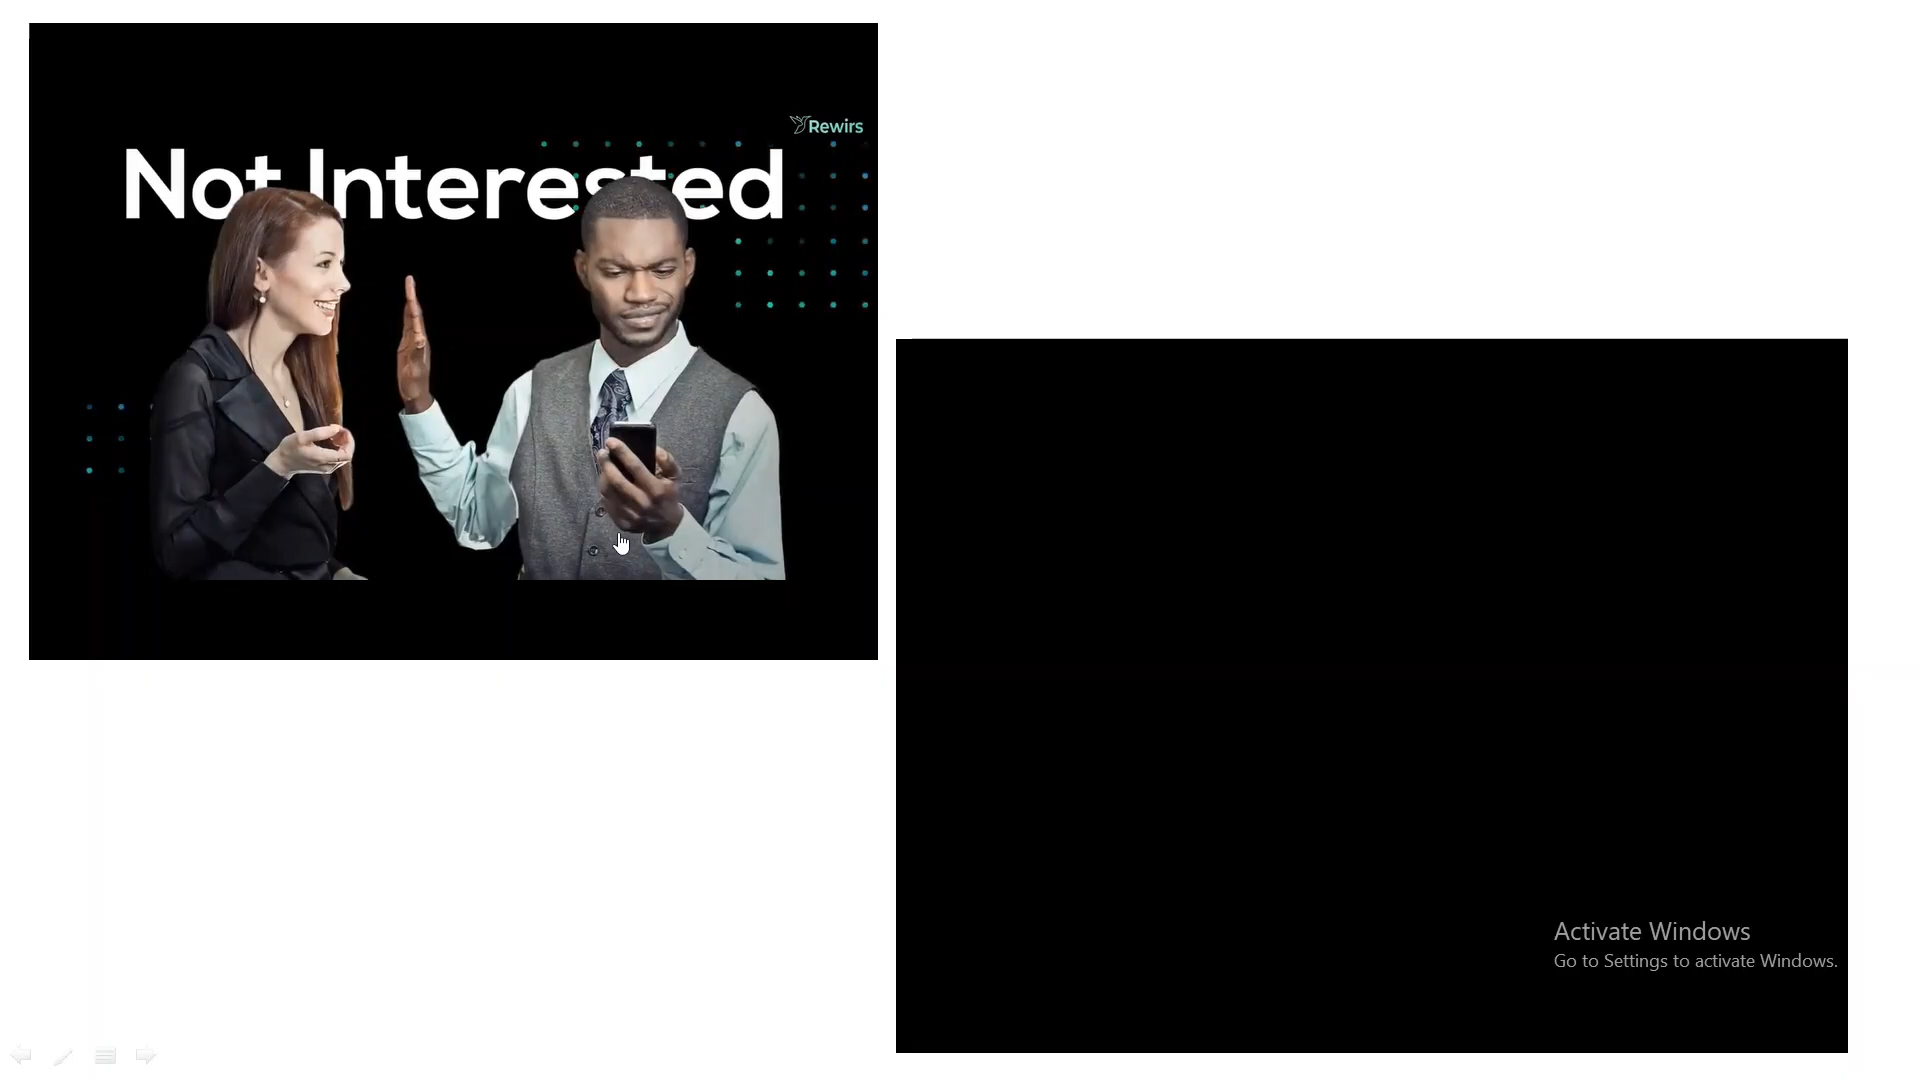 Rewirs
Not Interested
Activate Windows
Go to Settings to activate Windows.